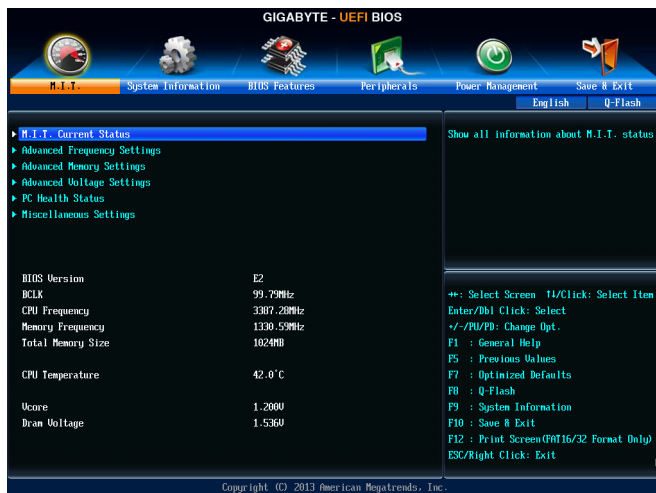 GIGABYTE - UEFI BIOS
M.I.T. System Information BIOS Features Peripherals Power Management Save & Exit
English Q-Flash
M.I.T. Current Status
Advanced Frequency Settings
Advanced Memory Settings
Advanced Voltage Settings
PC Health Status
Miscellaneous Settings
Show all information about M.I.T. status
BIOS Version E2
BCLK 99.79MHz
CPU Frequency 3387.28MHz
Memory Frequency 1330.59MHz
Total Memory Size 1024MB
CPU Temperature 42.0°C
Vcore 1.200V
Dram Voltage 1.536V
→←: Select Screen ↑↓/Click: Select Item
Enter/Dbl Click: Select
+/-/PU/PD: Change Opt.
F1 : General Help
F5 : Previous Values
F7 : Optimized Defaults
F8 : Q-Flash
F9 : System Information
F10 : Save & Exit
F12 : Print Screen(FAT16/32 Format Only)
ESC/Right Click: Exit
Copyright (C) 2013 American Megatrends, Inc.